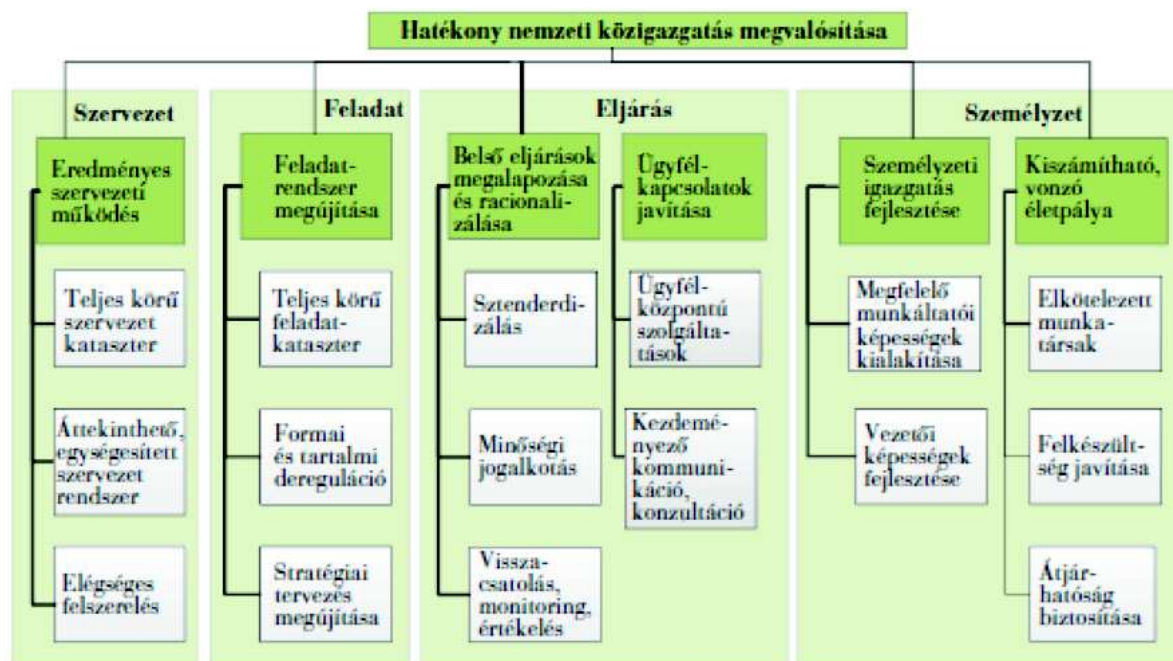 Hatékony nemzeti közigazgatás megvalósítása
Szervezet
Eredményes
szervezeti
működés
Teljes körű
szervezet
kataszter
Áttekinthető,
egységesített
szervezet
rendszer
Elégséges
felszerelés
Feladat
Feladat-
rendszer
megújítása
Teljes körű
feladat-
kataszter
Formai
és tartalmi
dereguláció
Stratégiai
tervezés
megújítása
Eljárás
Belső eljárások
megalapozása
és racionali-
zálása
Sztenderdi-
zálás
Minőségi
jogalkotás
Vissza-
csatolás,
monitoring,
értékelés
Ügyfél-
kapcsolatok
javítása
Ügyfél-
központú
szolgálta-
tások
Kezdemé-
nyező
kommuni-
káció,
konzultáció
Személyzet
Személyzeti
igazgatás
fejlesztése
Megfelelő
munkáltatói
képességek
kialakítása
Vezetői
képességek
fejlesztése
Kiszámítható,
vonzó
életpálya
Elkötelezett
munka-
társak
Felkészült-
ség javítása
Átjár-
hatóság
biztosítása